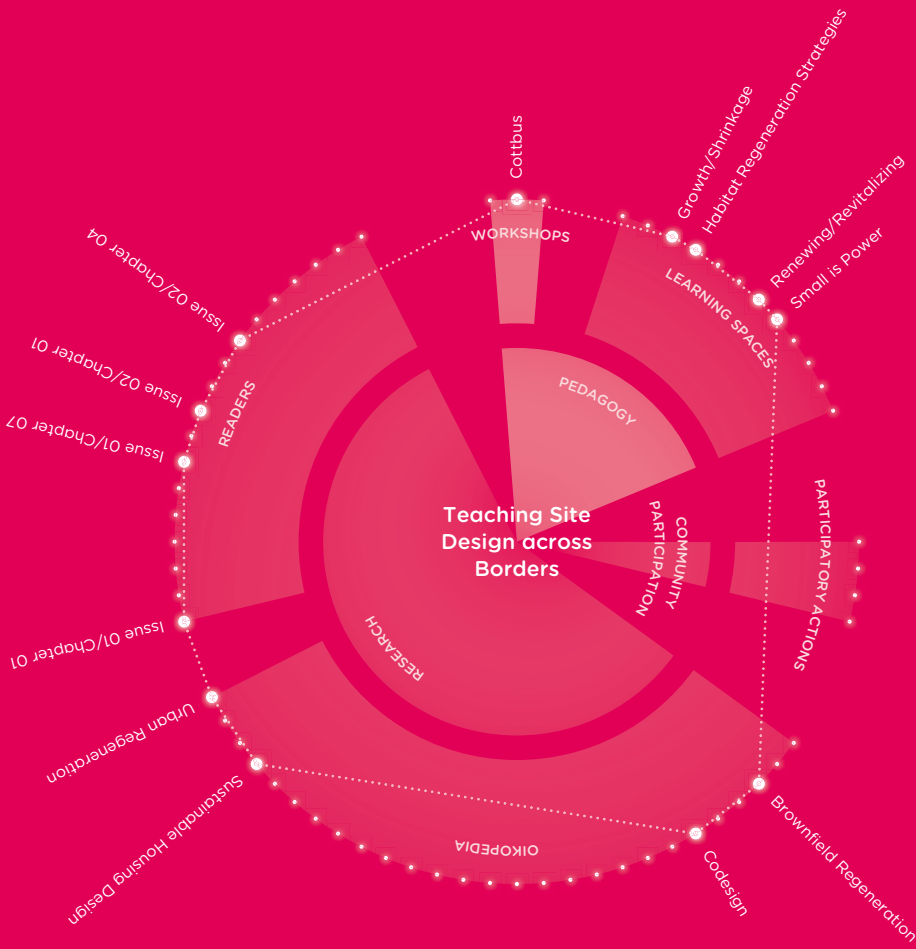 Cottbus
Growth/Shrinkage
Habitat Regeneration Strategies
Renewing/Revitalizing
Small is Power
WORKSHOPS
LEARNING SPACES
PEDAGOGY
Teaching Site
Design across
Borders
COMMUNITY
PARTICIPATION
PARTICIPATORY ACTIONS
RESEARCH
READERS
Issue 02/Chapter 04
Issue 02/Chapter 01
Issue 01/Chapter 07
Issue 01/Chapter 01
Urban Regeneration
Sustainable Housing Design
OIKOPEDIA
Codesign
Brownfield Regeneration